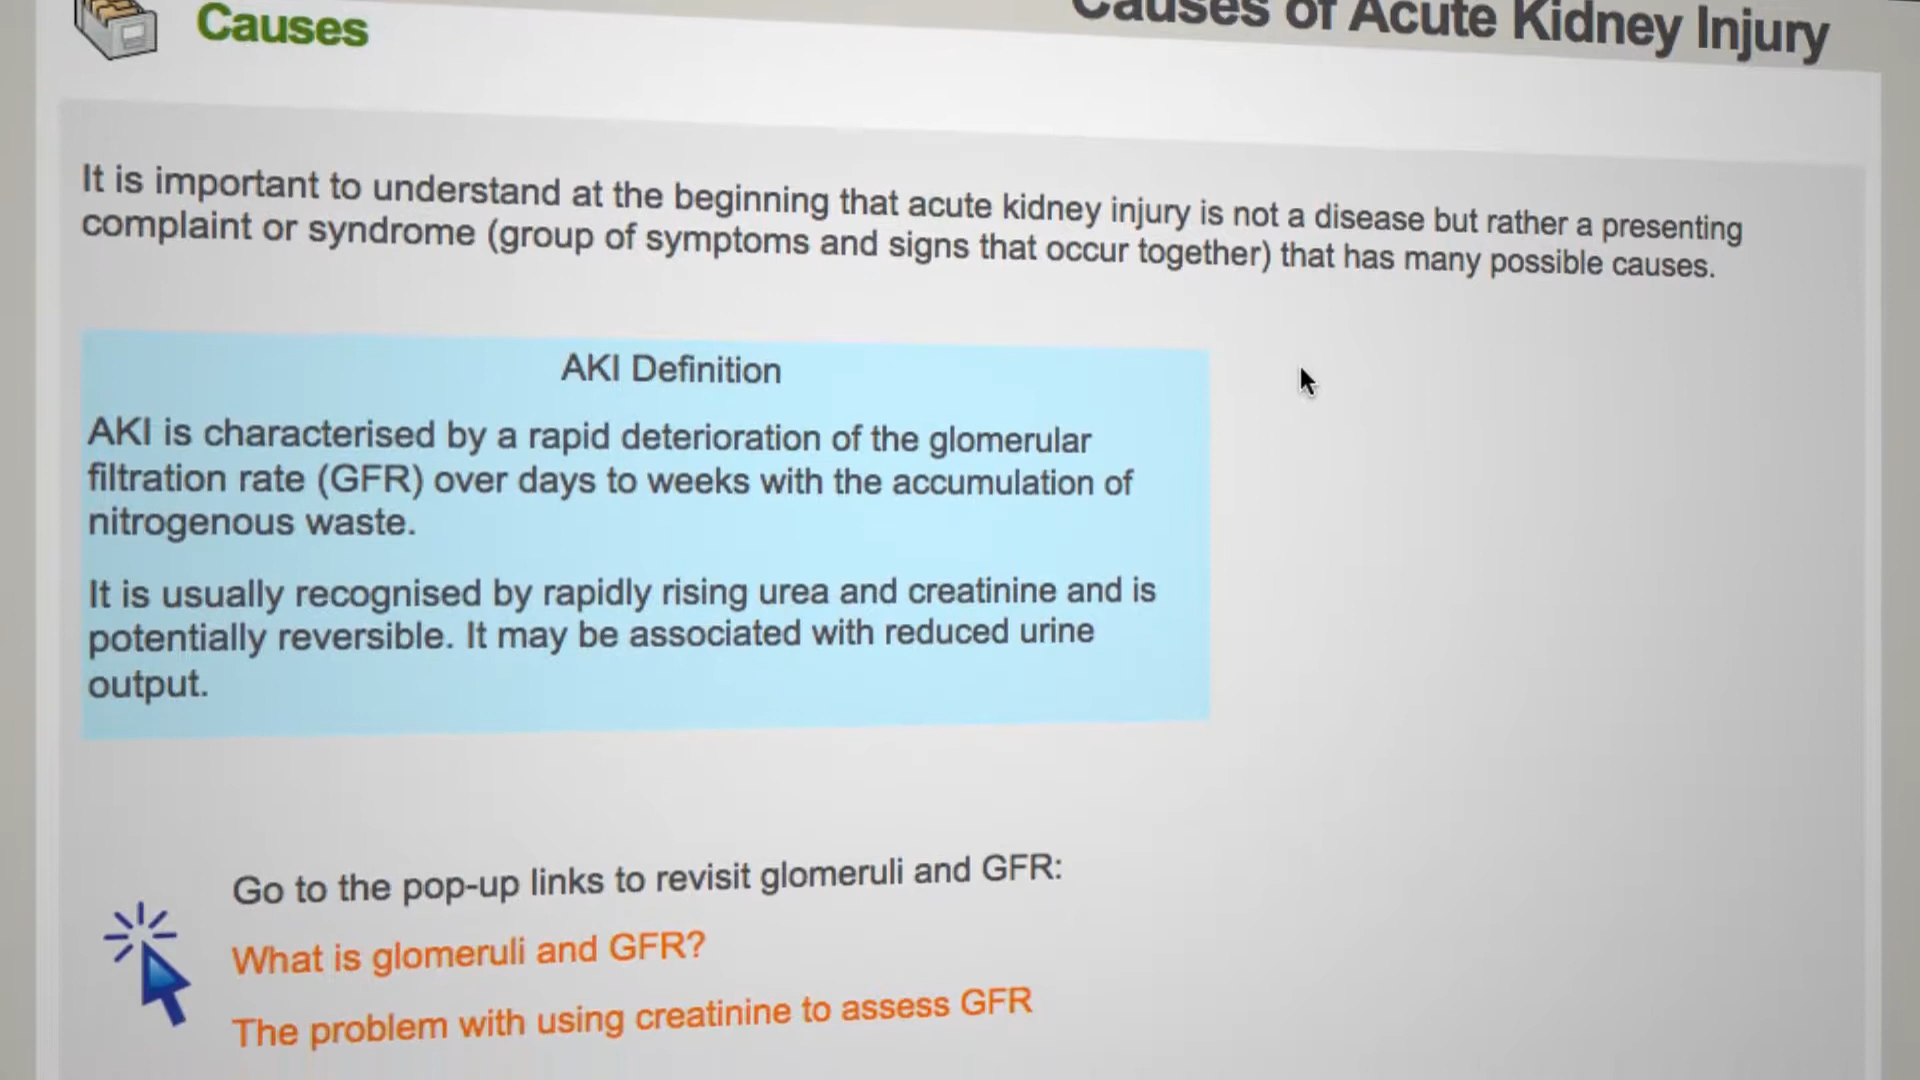 Causes
Causes of Acute Kidney Injury
It is important to understand at the beginning that acute kidney injury is not a disease but rather a presenting
complaint or syndrome (group of symptoms and signs that occur together) that has many possible causes.
AKI Definition
AKI is characterised by a rapid deterioration of the glomerular
filtration rate (GFR) over days to weeks with the accumulation of
nitrogenous waste.
It is usually recognised by rapidly rising urea and creatinine and is
potentially reversible. It may be associated with reduced urine
output.
Go to the pop-up links to revisit glomeruli and GFR:
What is glomeruli and GFR?
The problem with using creatinine to assess GFR